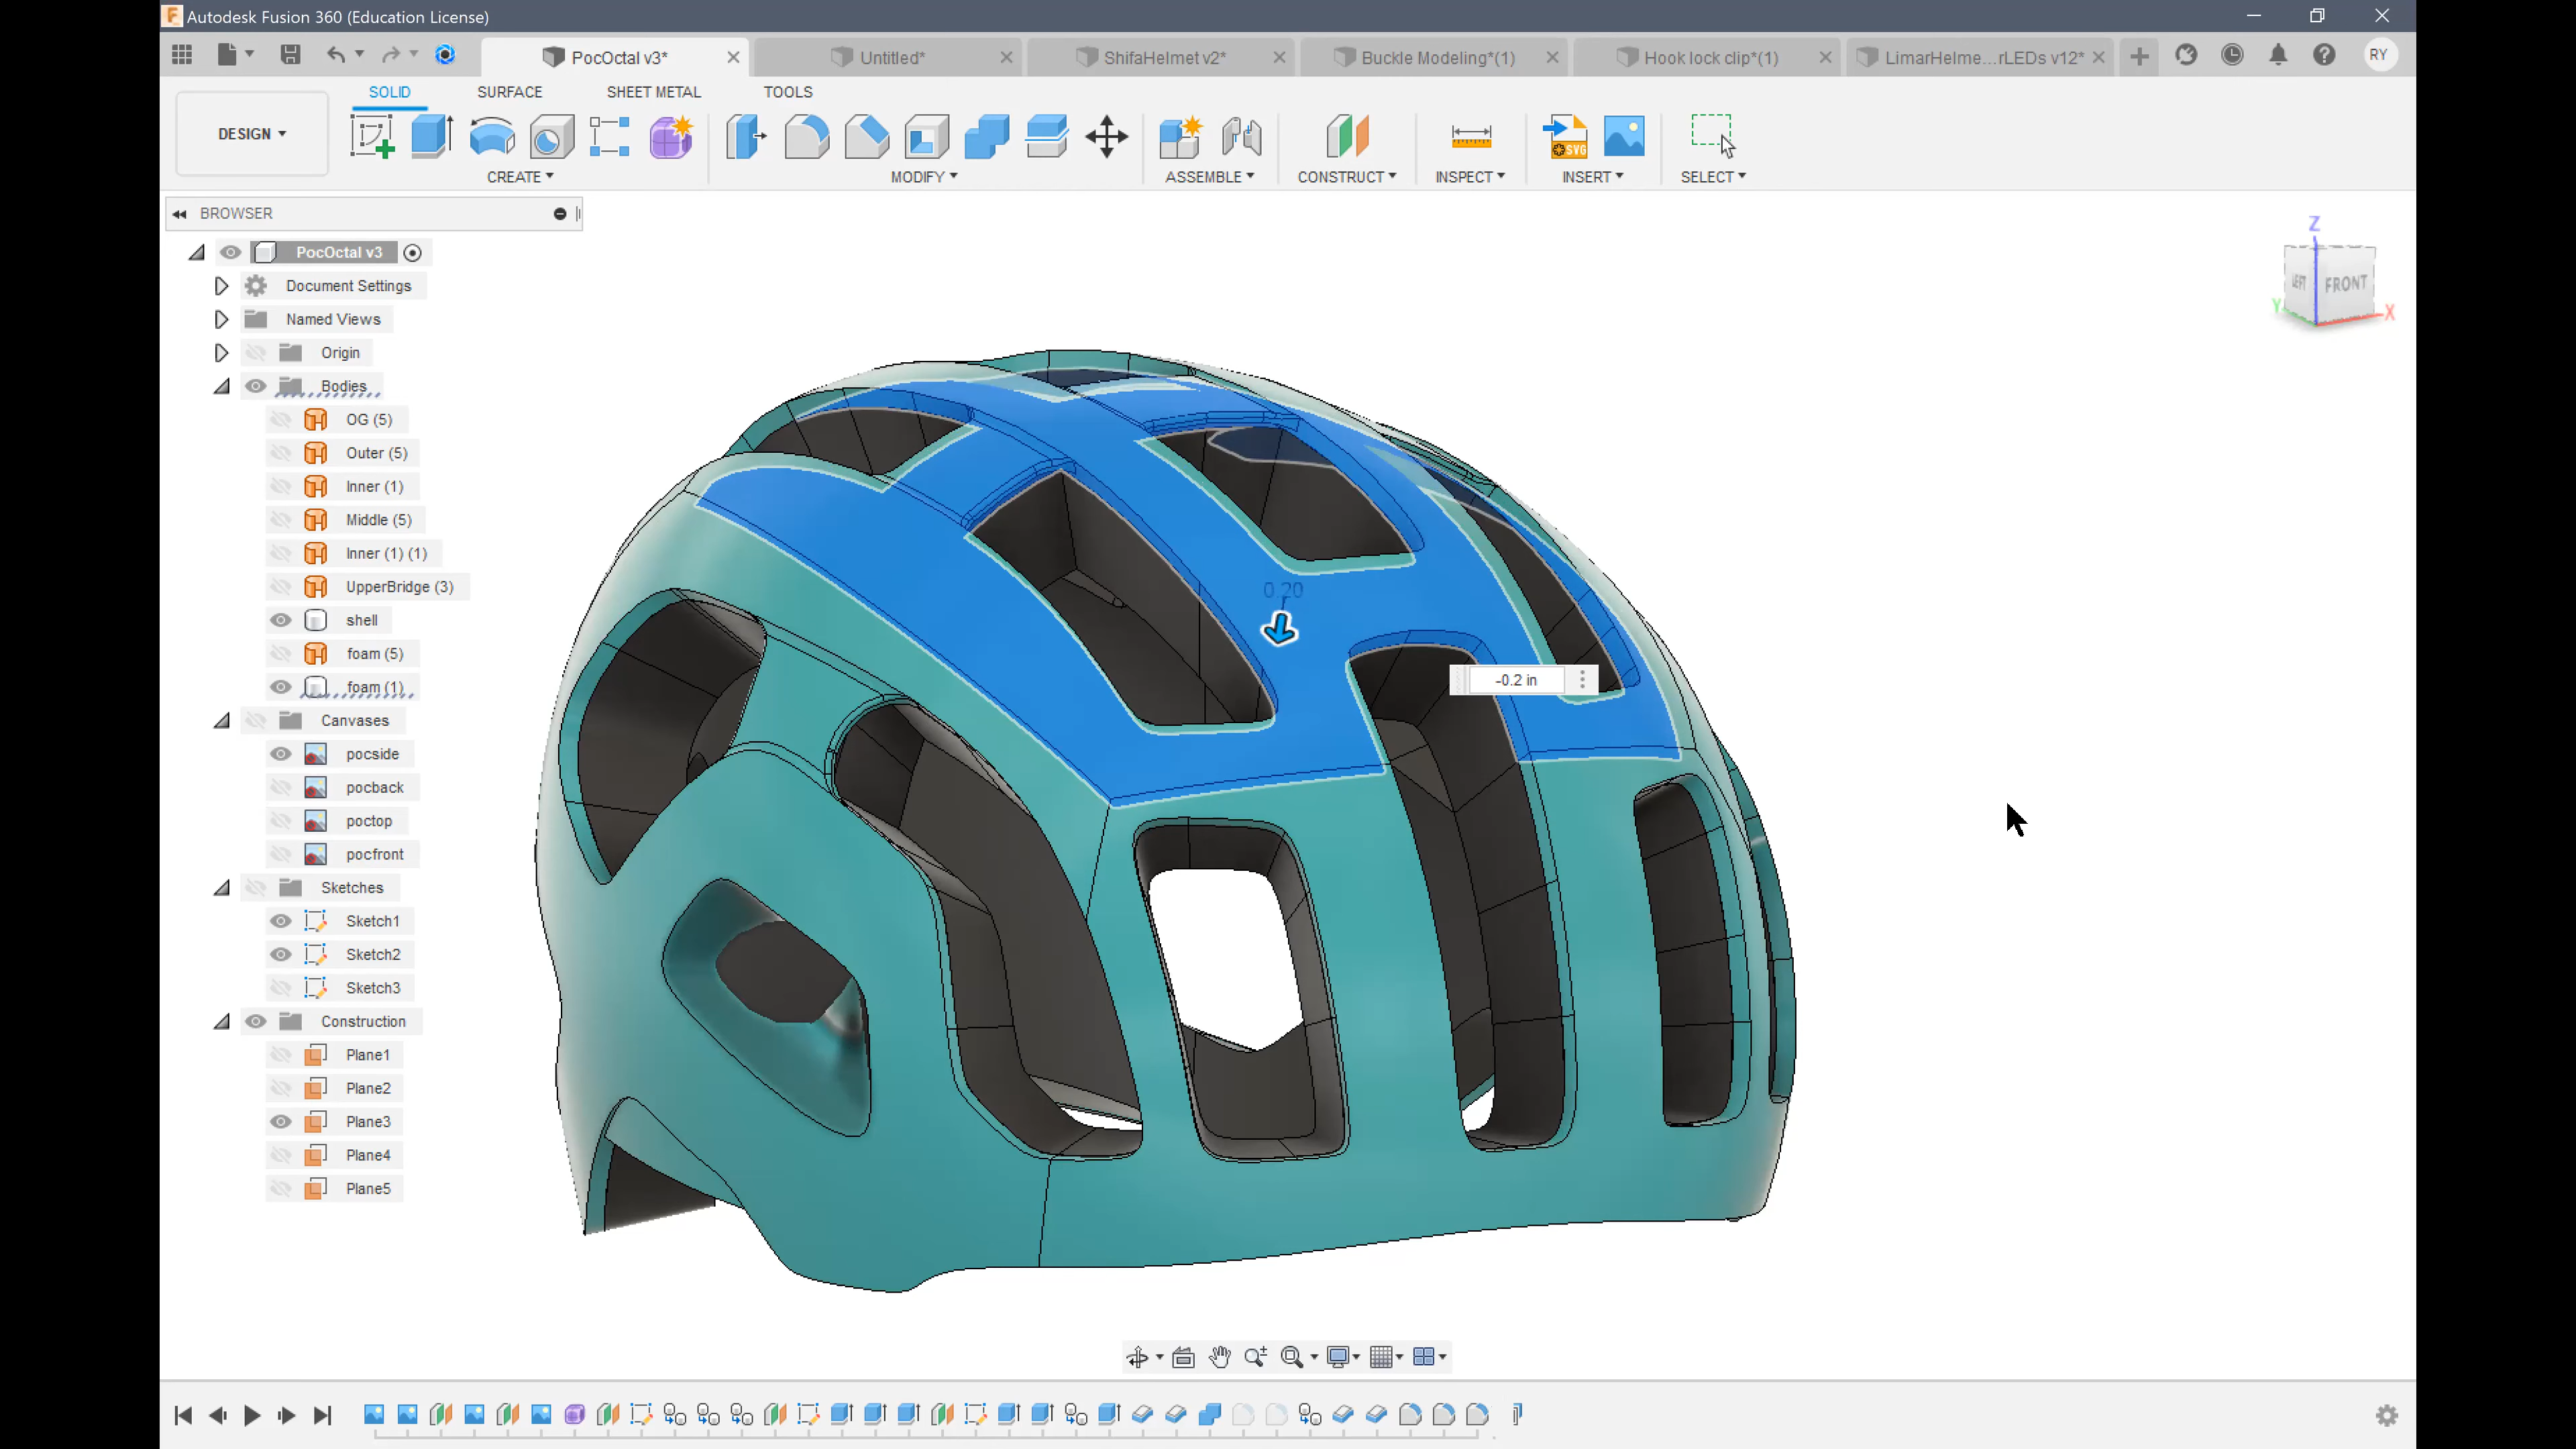 Autodesk Fusion 360 (Education License)
PocOctal v3*
Untitled*
ShifaHelmet v2*
Buckle Modeling*(1)
Hook lock clip*(1)
LimarHelme...rLEDs v12*
RY
DESIGN
SOLID
SURFACE
SHEET METAL
TOOLS
SVG
CREATE
MODIFY
ASSEMBLE
CONSTRUCT
INSPECT
INSERT
SELECT
BROWSER
PocOctal v3
Document Settings
Named Views
Origin
Bodies
OG (5)
Outer (5)
Inner (1)
Middle (5)
Inner (1) (1)
UpperBridge (3)
shell
foam (5)
foam (1)
Canvases
pocside
pocback
poctop
pocfront
Sketches
Sketch1
Sketch2
Sketch3
Construction
Plane1
Plane2
Plane3
Plane4
Plane5
Z
LEFT
FRONT
Y
X
0.20
-0.2 in